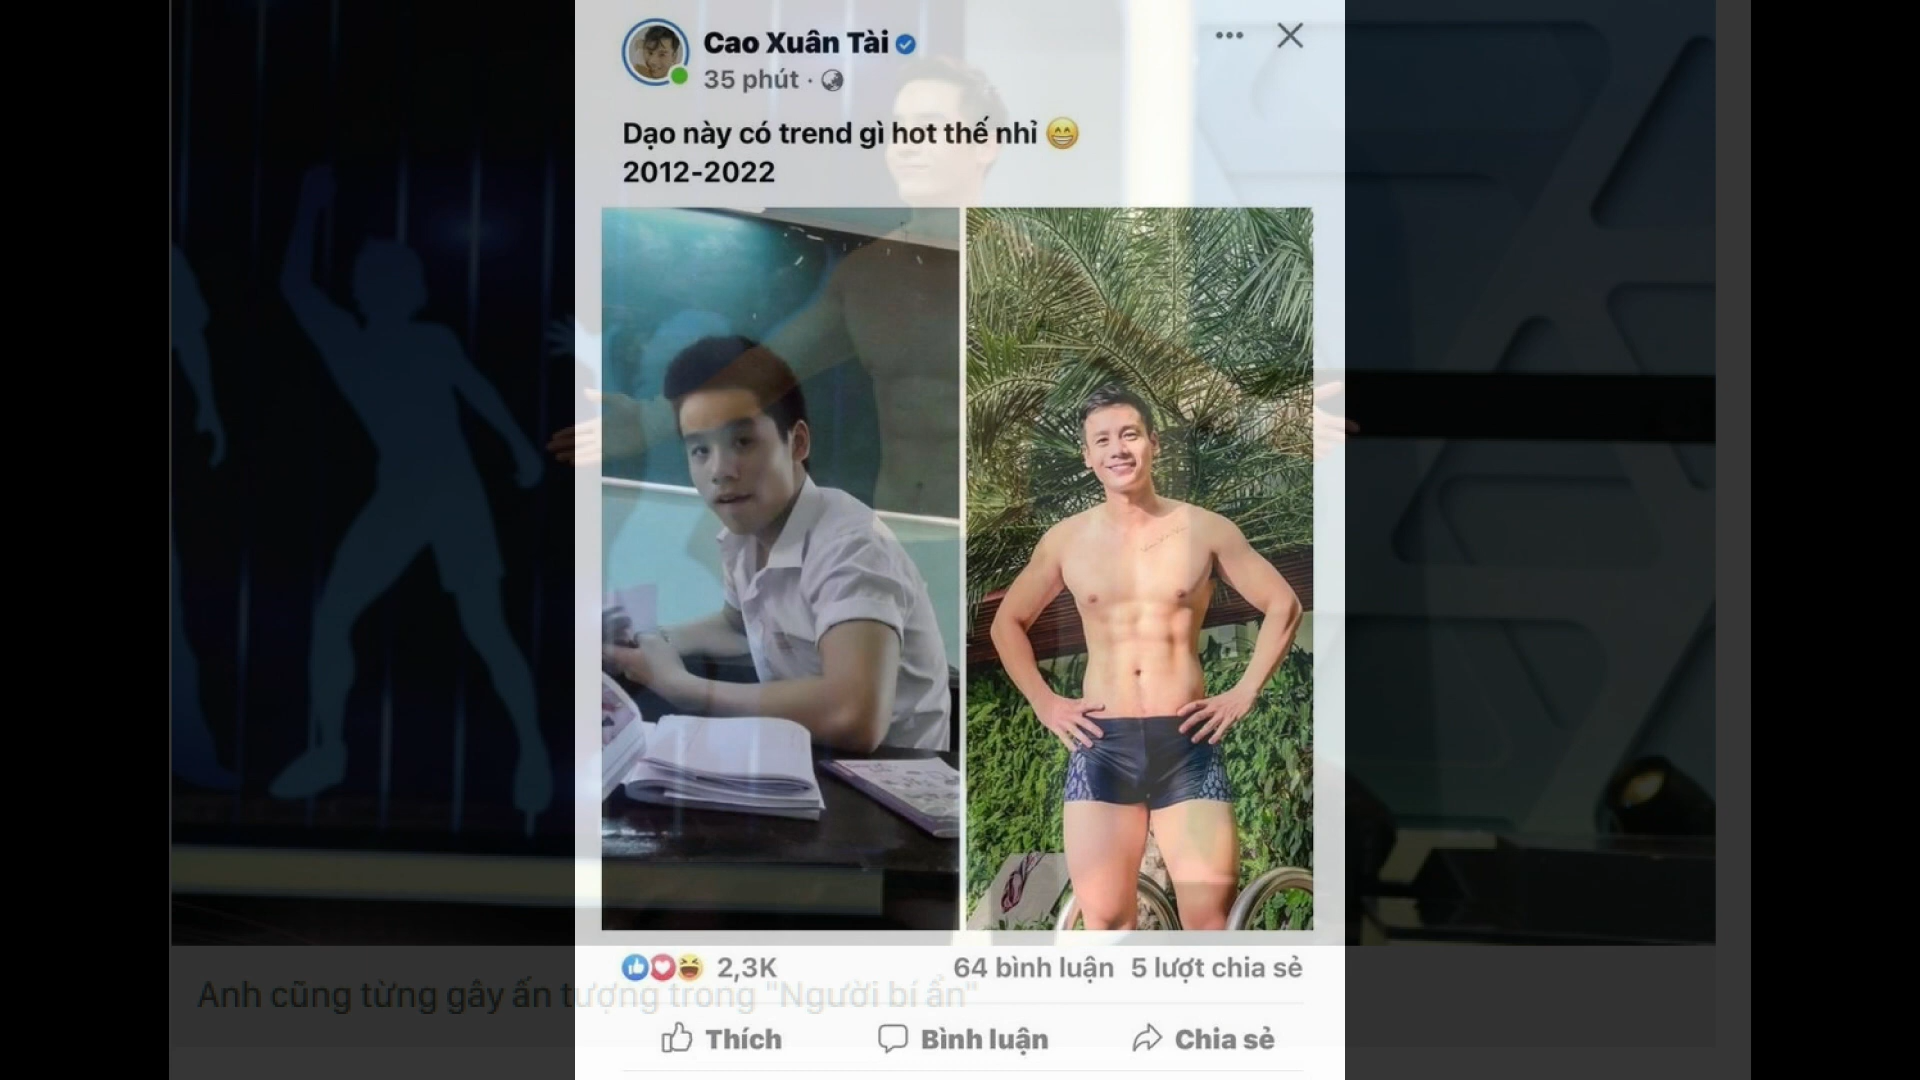 Cao Xuân Tài
35 phút ·
Dạo này có trend gì hot thế nhỉ 😁
2012-2022
2,3K 64 bình luận 5 lượt chia sẻ
Anh cũng từng gây ấn tượng trong "Người bí ẩn"
Thích Bình luận Chia sẻ